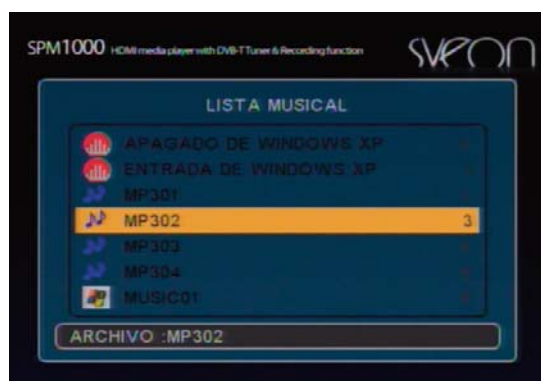 SPM1000 HDMI media player with DVB-T Tuner & Recording function
sveon
LISTA MUSICAL
APAGADO DE WINDOWS XP
ENTRADA DE WINDOWS XP
MP301
MP302 3
MP303
MP304
MUSIC01
ARCHIVO :MP302